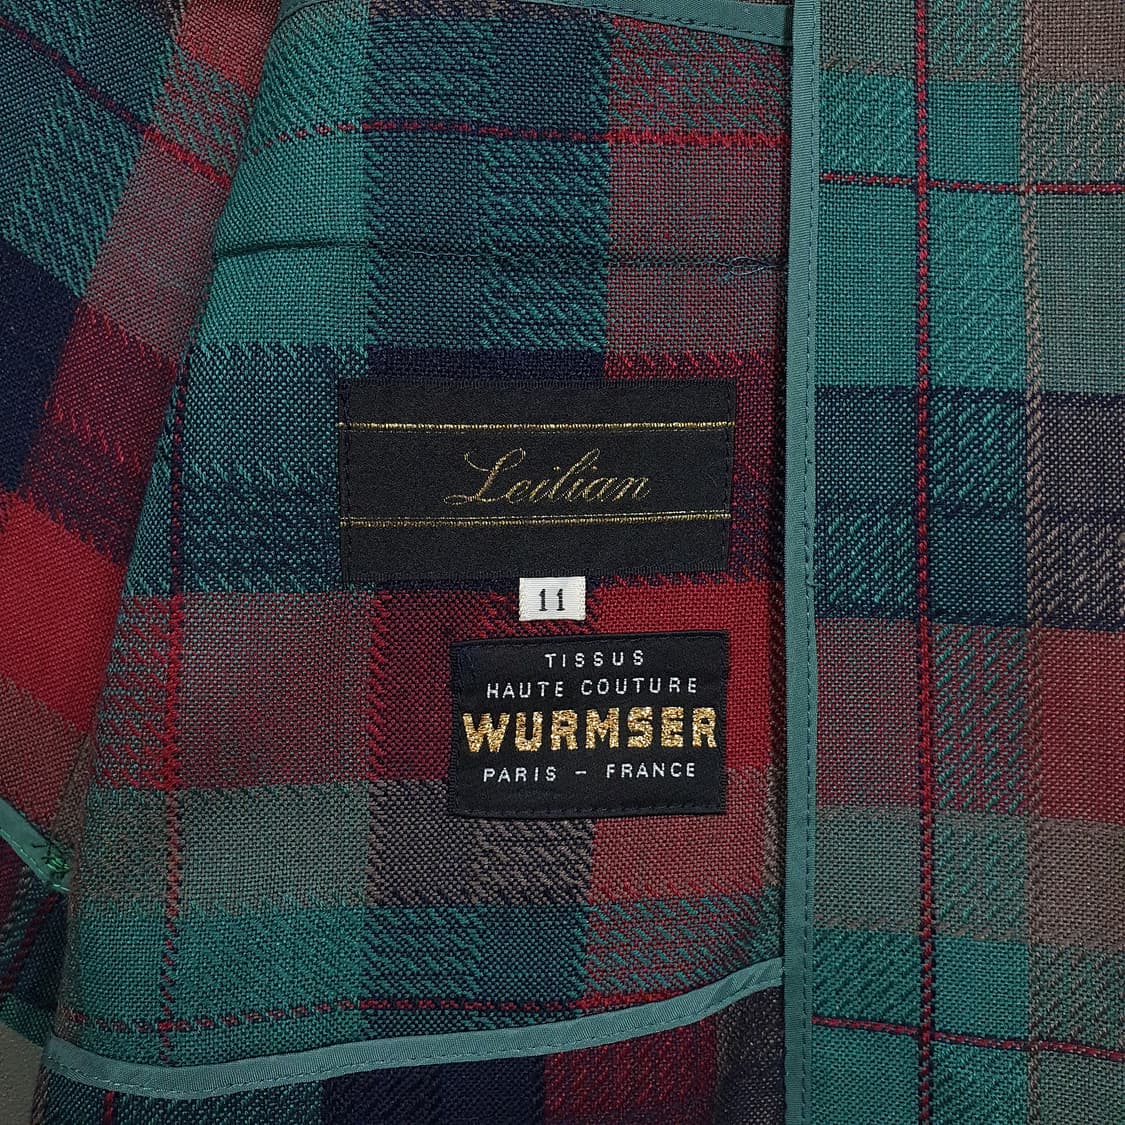 Leilian
11
TISSUS
HAUTE COUTURE
WURMSER
PARIS – FRANCE